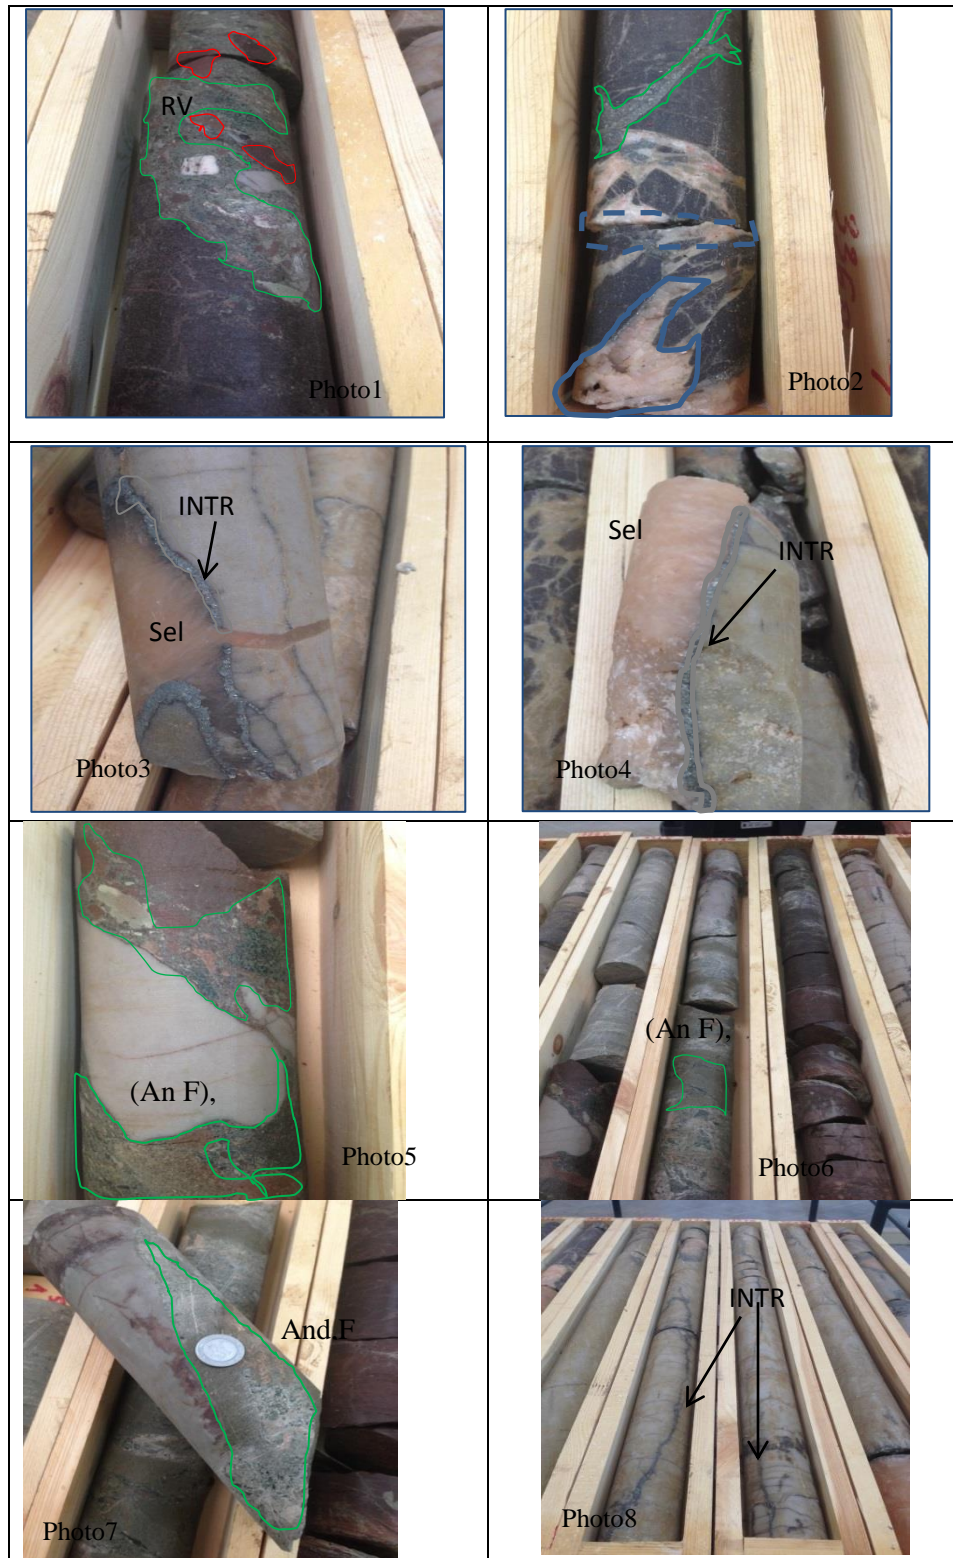 RV
Photo1
Photo2
INTR
Sel
Photo3
Sel
INTR
Photo4
(An F),
Photo5
(An F),
Photo6
And,F
Photo7
INTR
Photo8